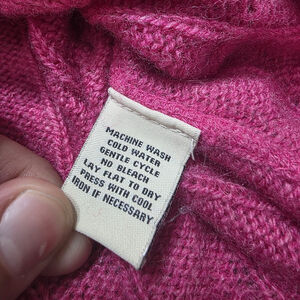 MACHINE WASH
COLD WATER
GENTLE CYCLE
NO BLEACH
LAY FLAT TO DRY
PRESS WITH COOL
IRON IF NECESSARY